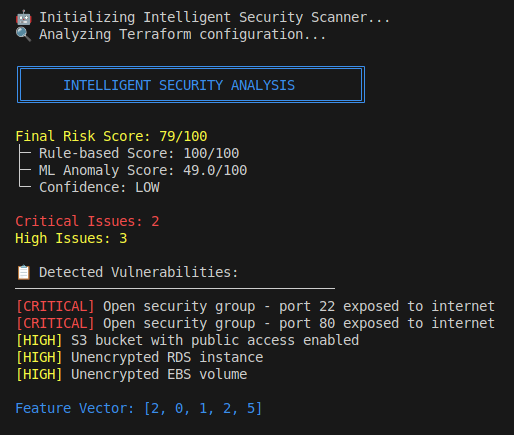 🤖 Initializing Intelligent Security Scanner...
🔍 Analyzing Terraform configuration...
INTELLIGENT SECURITY ANALYSIS
Final Risk Score: 79/100
├─ Rule-based Score: 100/100
├─ ML Anomaly Score: 49.0/100
└─ Confidence: LOW
Critical Issues: 2
High Issues: 3
📋 Detected Vulnerabilities:
[CRITICAL] Open security group - port 22 exposed to internet
[CRITICAL] Open security group - port 80 exposed to internet
[HIGH] S3 bucket with public access enabled
[HIGH] Unencrypted RDS instance
[HIGH] Unencrypted EBS volume
Feature Vector: [2, 0, 1, 2, 5]